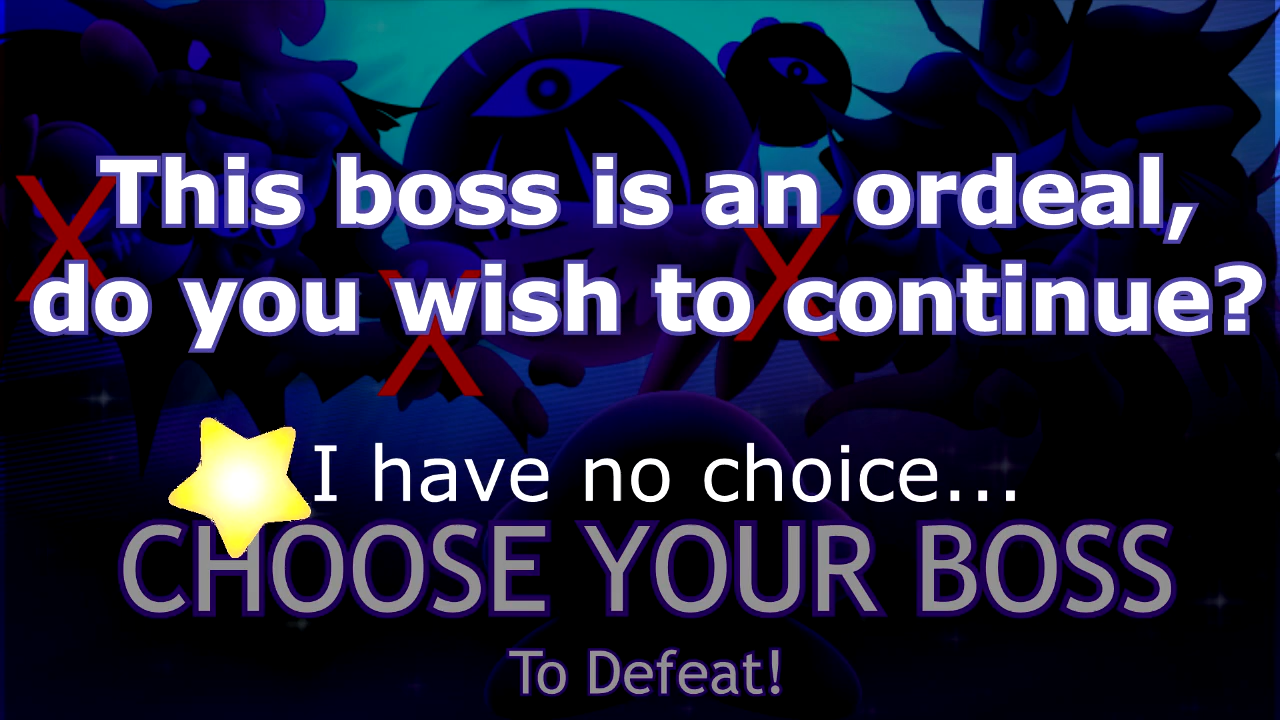 This boss is an ordeal,
do you wish to continue?
I have no choice...
CHOOSE YOUR BOSS
To Defeat!